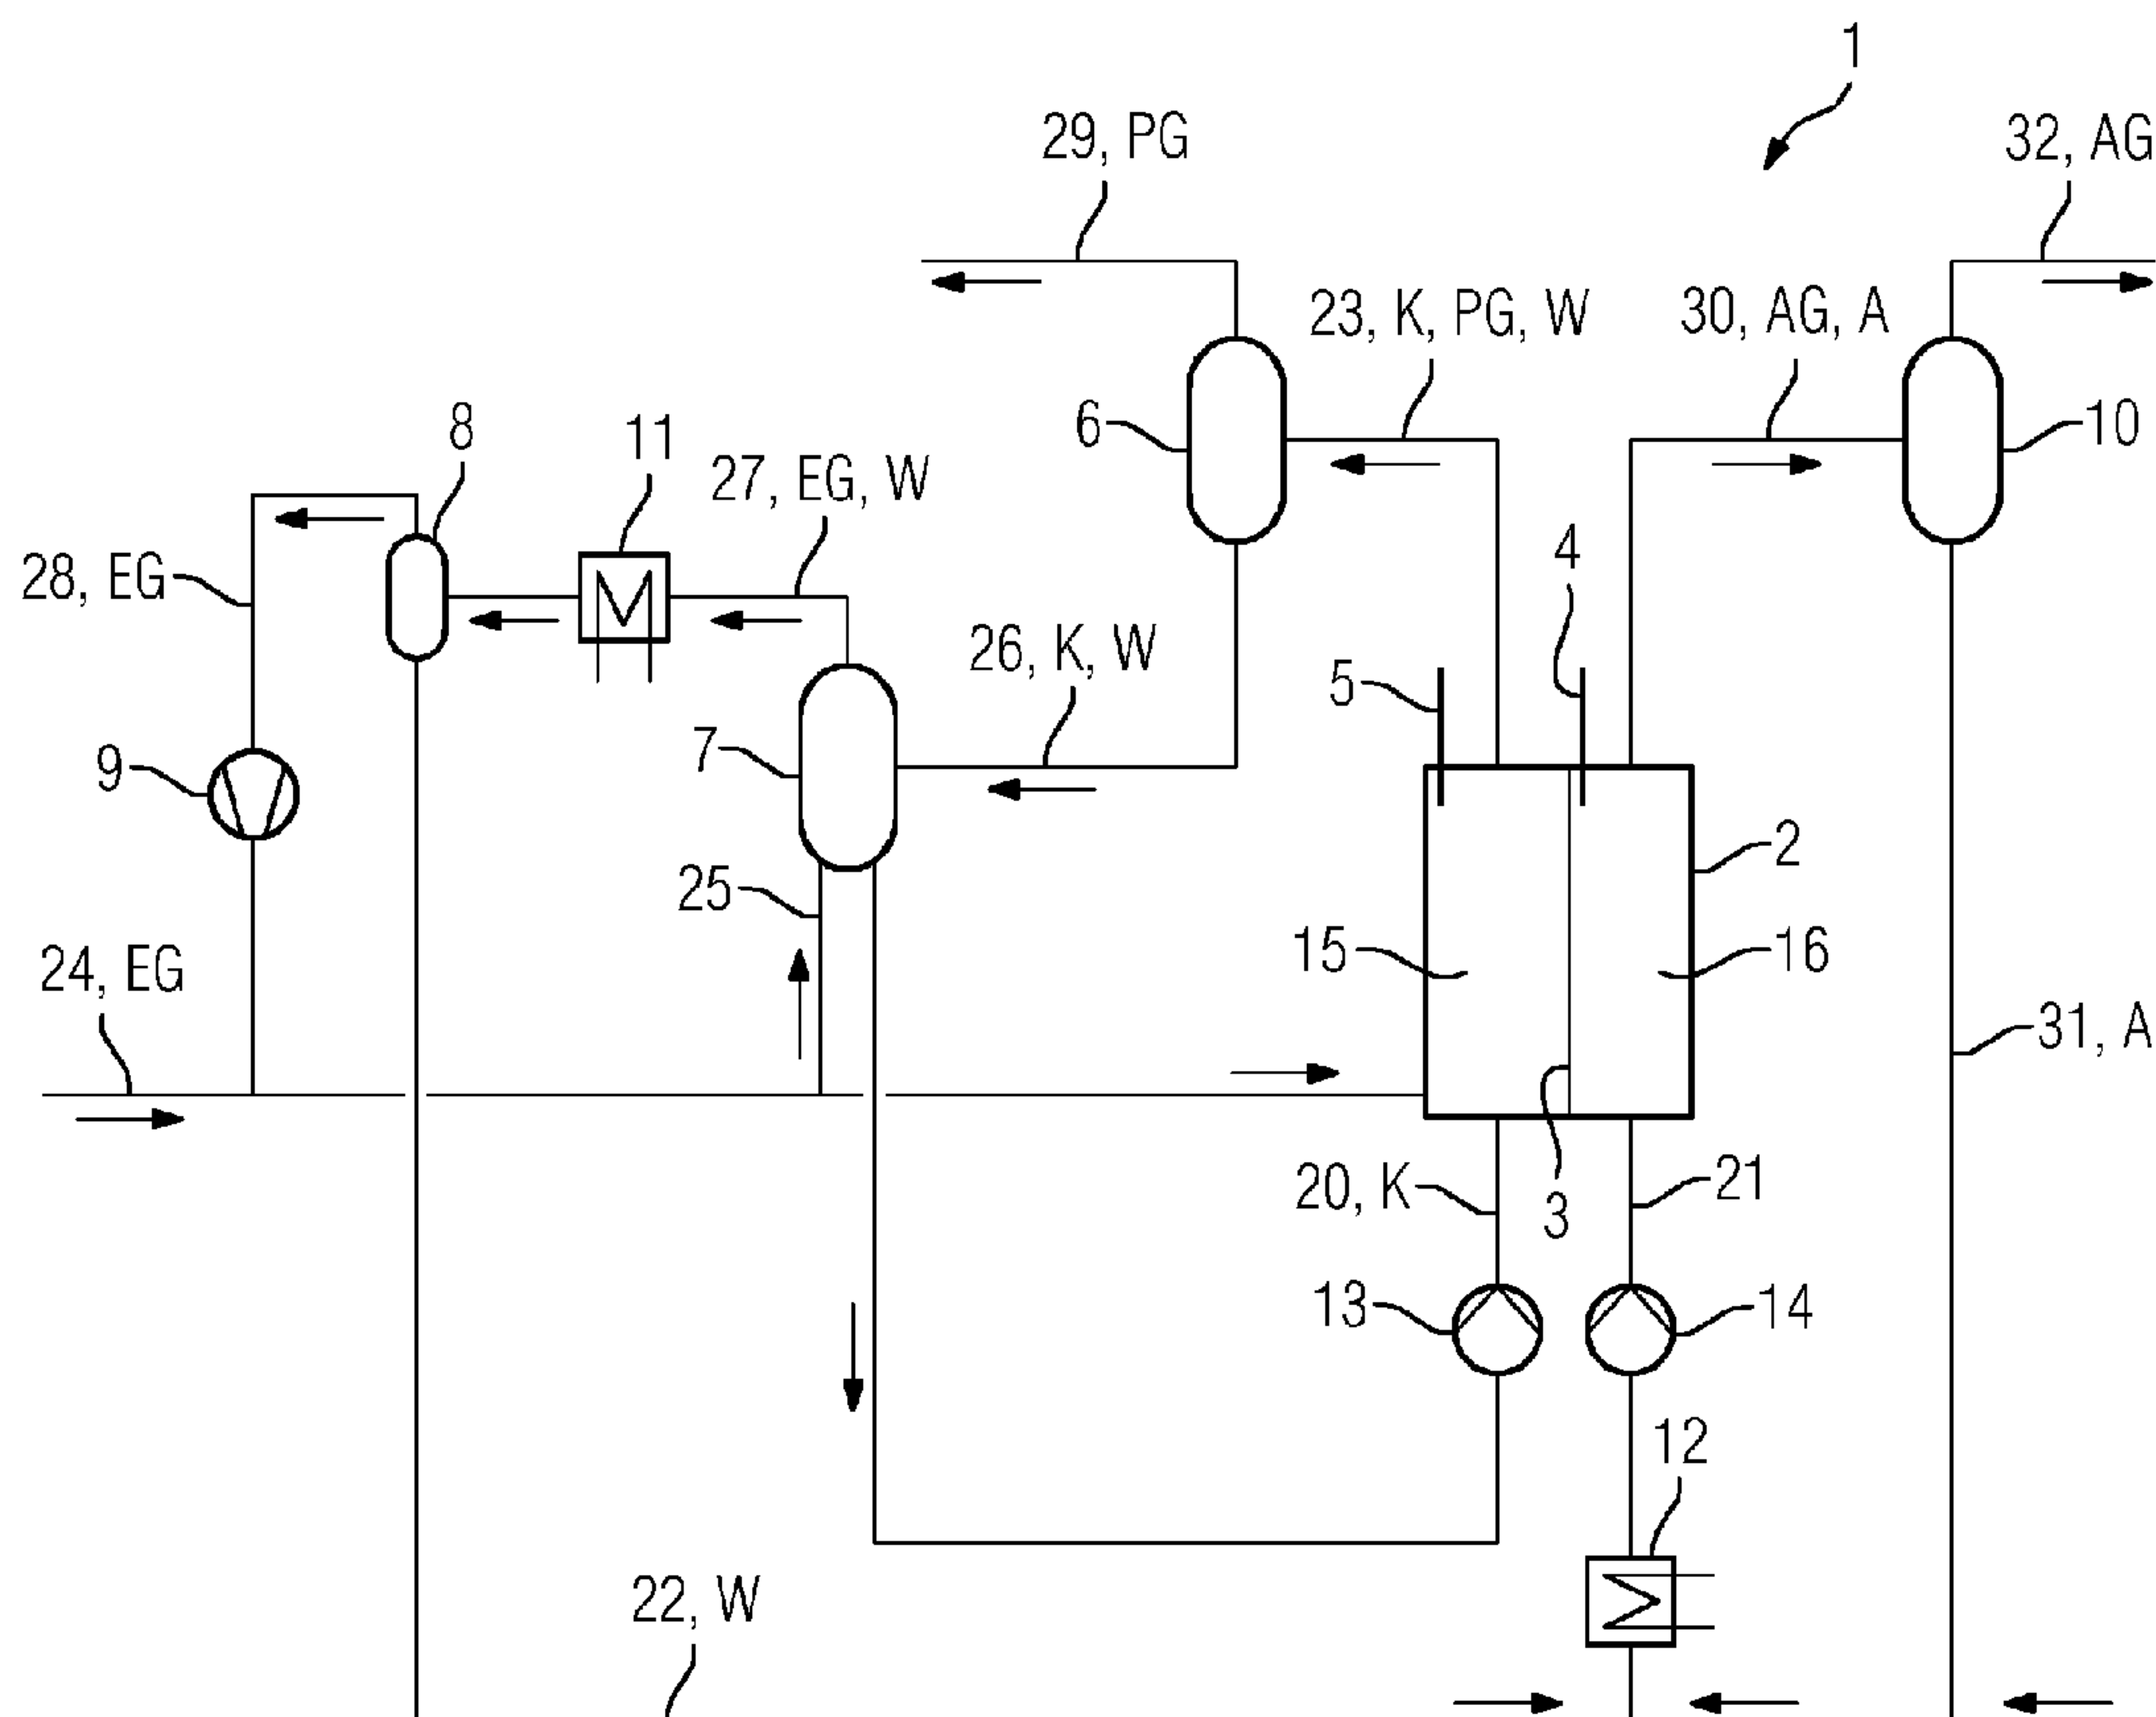 1
29, PG
32, AG
23, K, PG, W
30, AG, A
8
11
6
10
27, EG, W
4
28, EG
26, K, W
5
7
9
2
25
15
16
24, EG
31, A
20, K
3
21
13
14
12
22, W